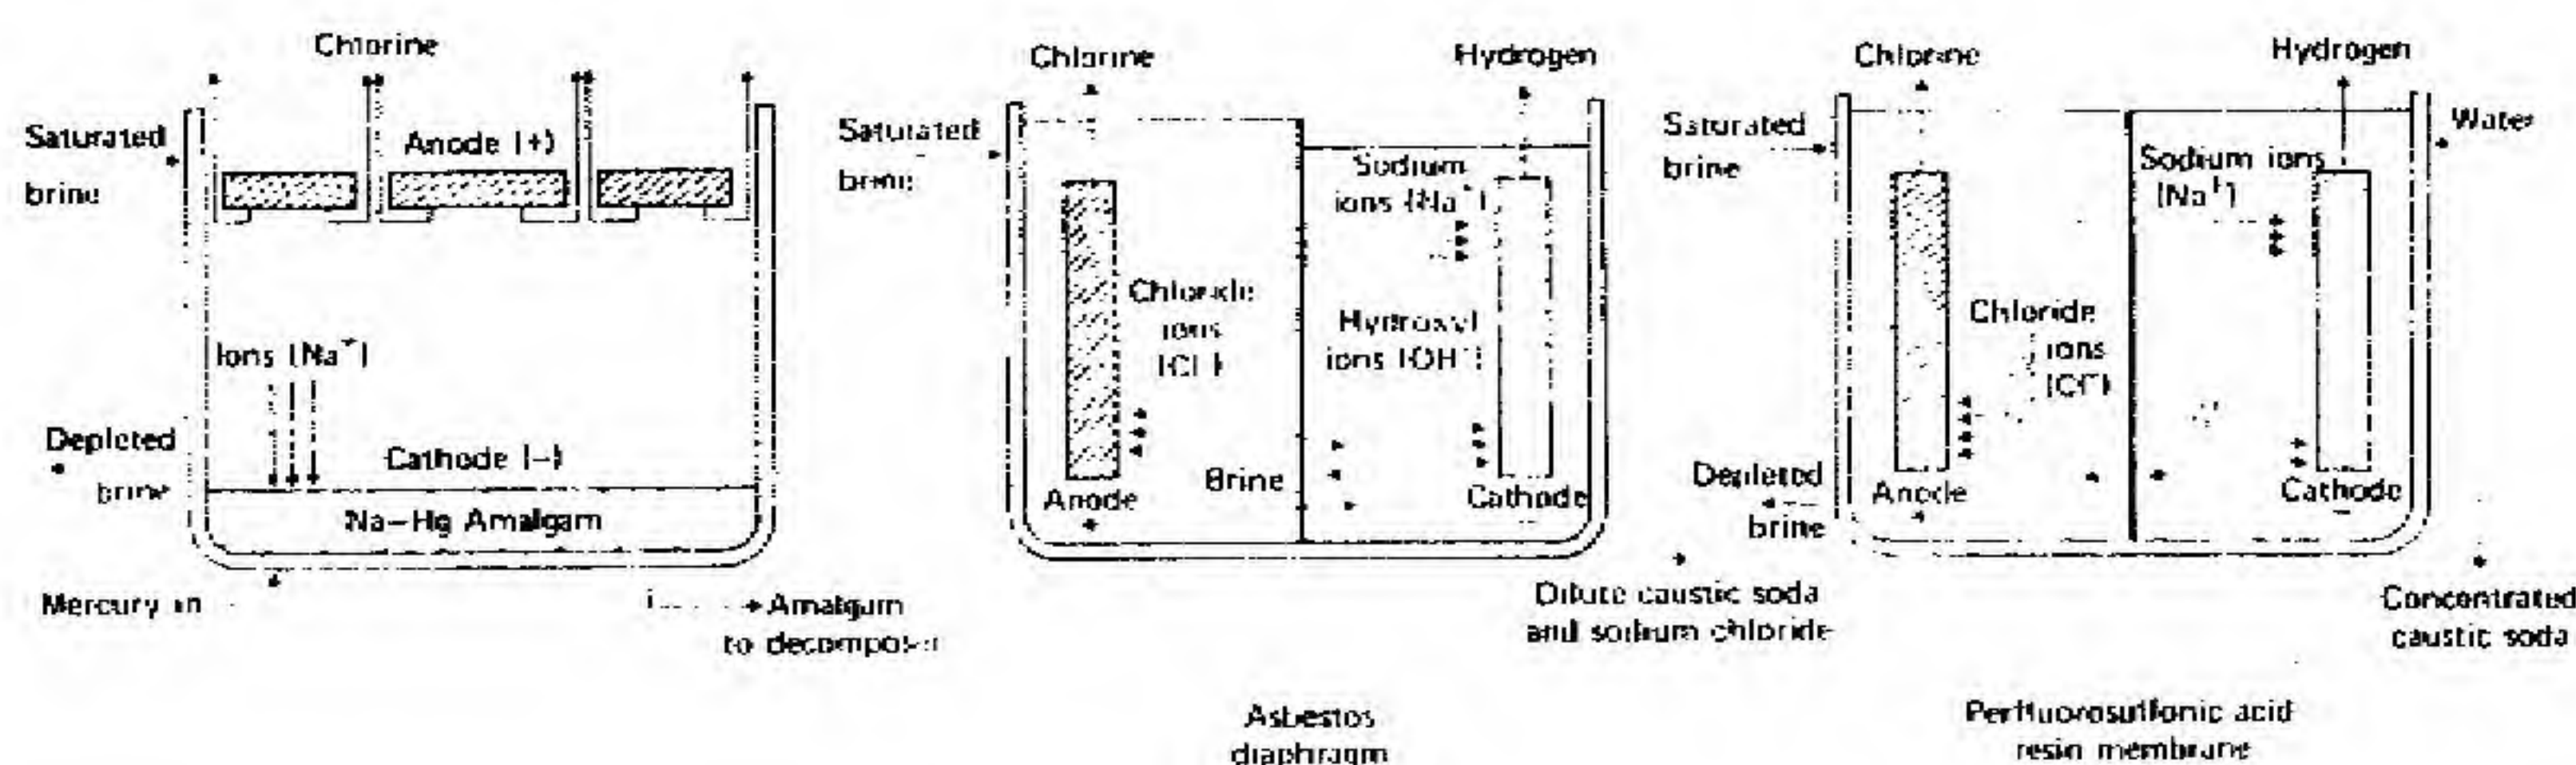 Chlorine
Saturated
brine
Anode (+)
Ions (Na⁺)
Depleted
brine
Cathode (–)
Na–Hg Amalgam
Mercury in
Amalgum
to decomposer
Chlorine
Hydrogen
Saturated
brine
Sodium
ions (Na⁺)
Chloride
ions
(Cl⁻)
Hydroxyl
ions (OH⁻)
Brine
Anode
Cathode
Dilute caustic soda
and sodium chloride
Asbestos
diaphragm
Chlorine
Hydrogen
Saturated
brine
Water
Sodium ions
(Na⁺)
Chloride
ions
(Cl⁻)
Depleted
brine
Anode
Cathode
Concentrated
caustic soda
Perfluorosulfonic acid
resin membrane